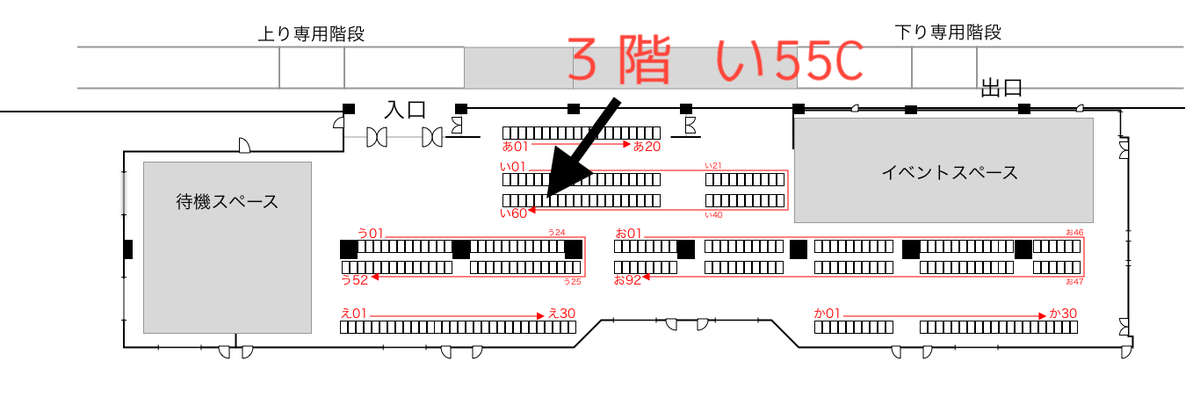 上り専用階段
下り専用階段
3階 い55C
出口
入口
あ01
あ20
い01
い21
イベントスペース
待機スペース
い60
い40
う01
う24
お01
お46
う52
う25
お92
お47
え01
え30
か01
か30